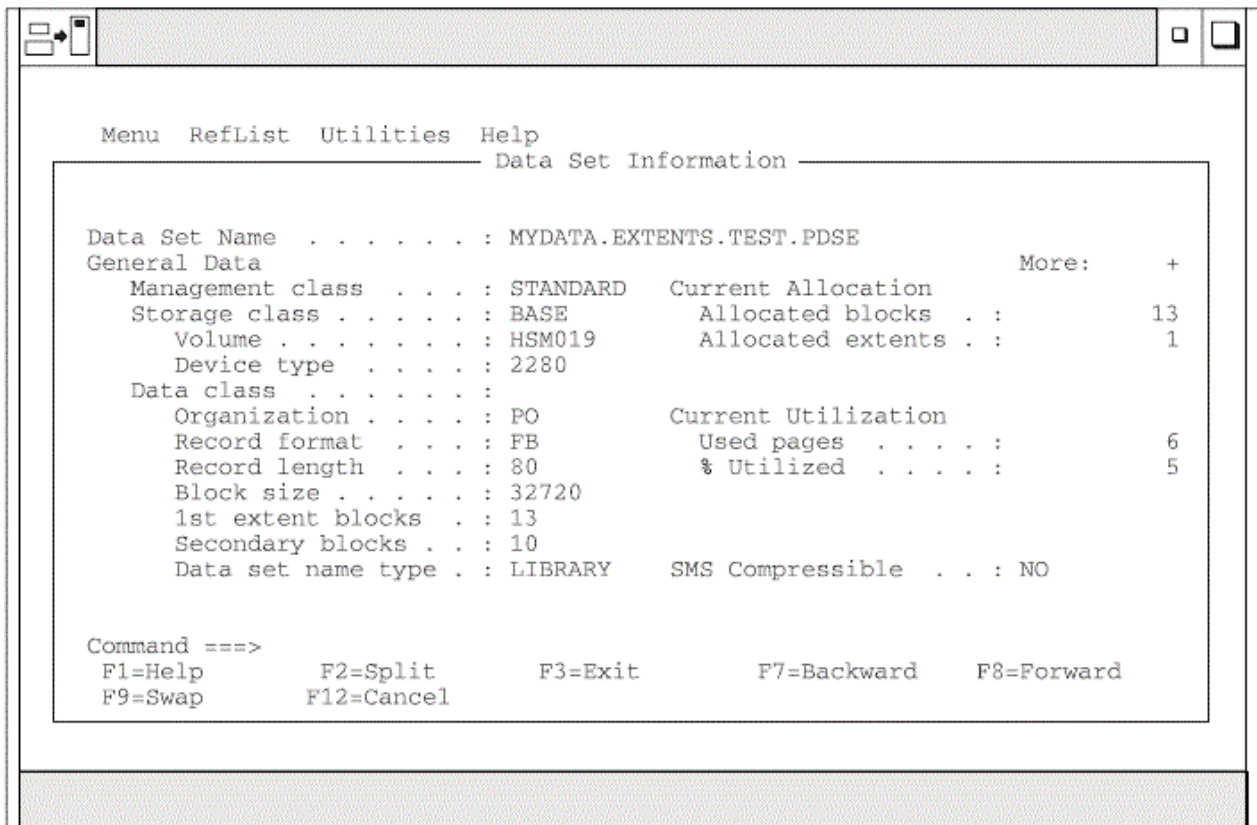 Menu RefList Utilities Help
Data Set Information
Data Set Name . . . . . . : MYDATA.EXTENTS.TEST.PDSE
General Data More: +
Management class . . . : STANDARD Current Allocation
Storage class . . . . . : BASE Allocated blocks . : 13
Volume . . . . . . . : HSM019 Allocated extents . : 1
Device type . . . . : 2280
Data class . . . . . . :
Organization . . . . : PO Current Utilization
Record format . . . : FB Used pages . . . . : 6
Record length . . . : 80 % Utilized . . . . : 5
Block size . . . . . : 32720
1st extent blocks . : 13
Secondary blocks . . : 10
Data set name type . : LIBRARY SMS Compressible . . : NO
Command ===>
F1=Help F2=Split F3=Exit F7=Backward F8=Forward
F9=Swap F12=Cancel